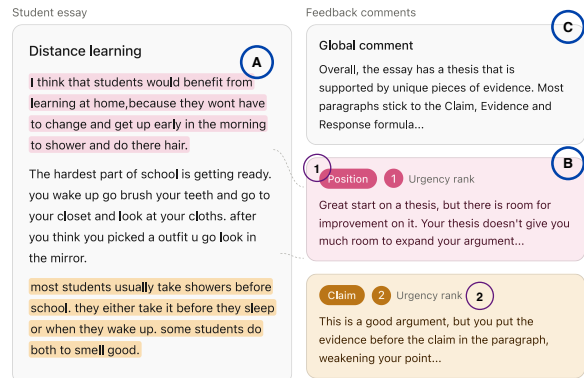 Student essay
Distance learning
A
I think that students would benefit from
learning at home,because they wont have
to change and get up early in the morning
to shower and do there hair.
The hardest part of school is getting ready.
you wake up go brush your teeth and go to
your closet and look at your cloths. after
you think you picked a outfit u go look in
the mirror.
most students usually take showers before
school. they either take it before they sleep
or when they wake up. some students do
both to smell good.
Feedback comments
C
Global comment
Overall, the essay has a thesis that is
supported by unique pieces of evidence. Most
paragraphs stick to the Claim, Evidence and
Response formula...
B
1
Position 1 Urgency rank
Great start on a thesis, but there is room for
improvement on it. Your thesis doesn't give you
much room to expand your argument...
Claim 2 Urgency rank 2
This is a good argument, but you put the
evidence before the claim in the paragraph,
weakening your point...